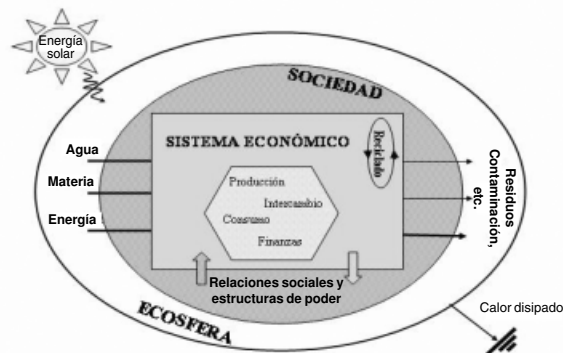 Energía
solar
SOCIEDAD
SISTEMA ECONÓMICO
Reciclado
Agua
Materia
Energía
Producción
Intercambio
Consumo
Finanzas
Residuos
Contaminación,
etc.
Relaciones sociales y
estructuras de poder
ECOSFERA
Calor disipado